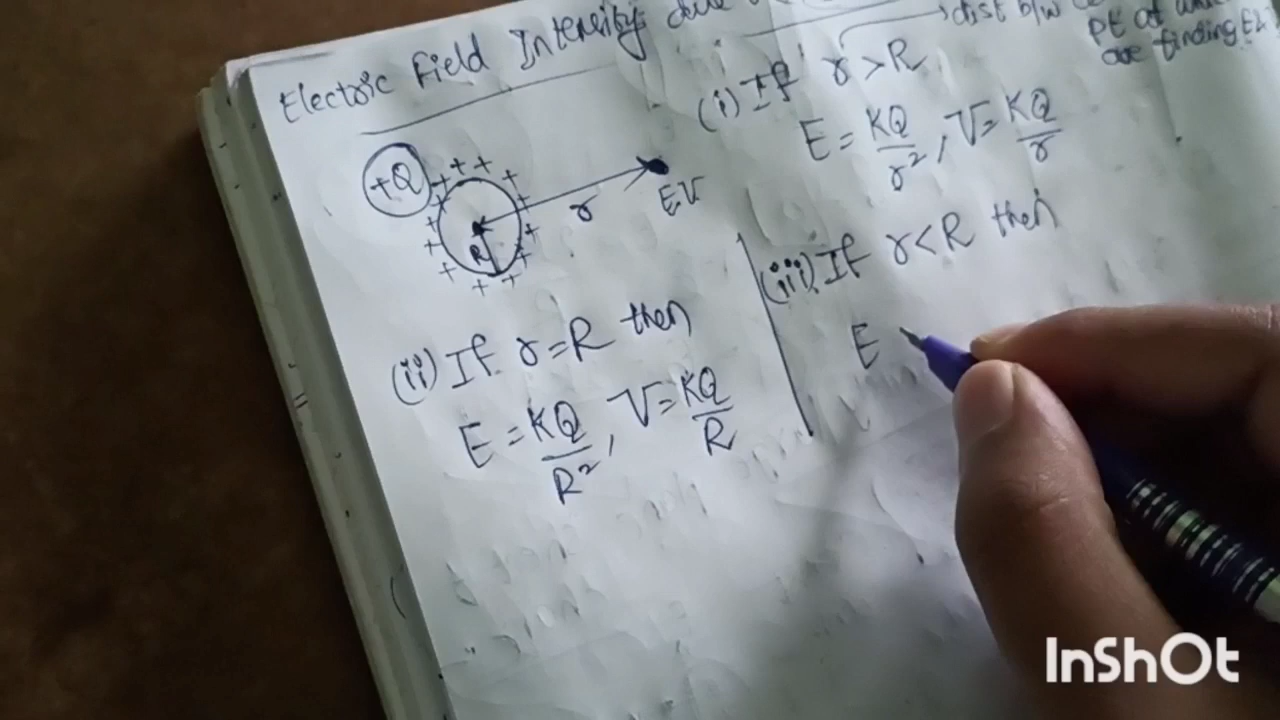 Electric Field Intensity due
dist b/w
Pt at
are finding
+Q
+ + + + + + + + + + + + +
R
r
E V
(i) If r > R
E = KQ/r², V = KQ/r
(ii) If r = R then
E = KQ/R², V = KQ/R
(iii) If r < R then
E
InShOt